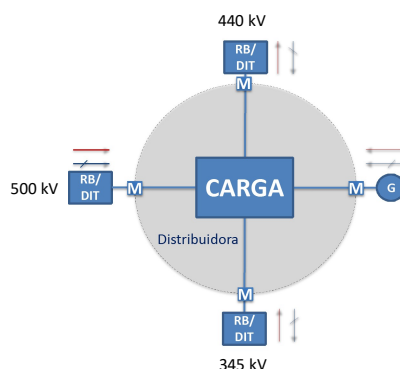 440 kV
RB/
DIT
M
500 kV
RB/
DIT
M
CARGA
M
G
Distribuidora
M
RB/
DIT
345 kV